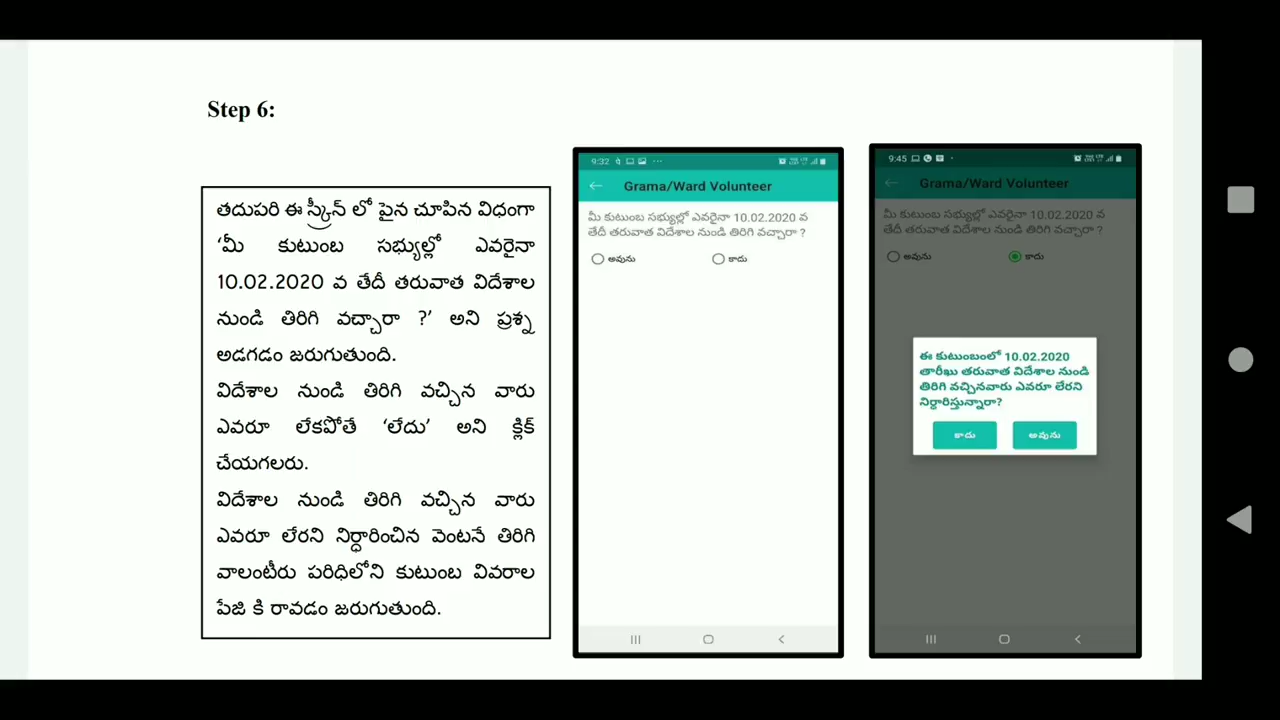 Step 6:
తదుపరి ఈ స్క్రీన్ లో పైన చూపిన విధంగా
‘మీ కుటుంబ సభ్యుల్లో ఎవరైనా
10.02.2020 వ తేదీ తరువాత విదేశాల
నుండి తిరిగి వచ్చారా ?’ అని ప్రశ్న
అడగడం జరుగుతుంది.
విదేశాల నుండి తిరిగి వచ్చిన వారు
ఎవరూ లేకపోతే ‘లేదు’ అని క్లిక్
చేయగలరు.
విదేశాల నుండి తిరిగి వచ్చిన వారు
ఎవరూ లేరని నిర్ధారించిన వెంటనే తిరిగి
వాలంటీరు పరిధిలోని కుటుంబ వివరాల
పేజి కి రావడం జరుగుతుంది.
9:32
Grama/Ward Volunteer
మీ కుటుంబ సభ్యుల్లో ఎవరైనా 10.02.2020 వ
తేదీ తరువాత విదేశాల నుండి తిరిగి వచ్చారా ?
అవును కాదు
9:45
Grama/Ward Volunteer
మీ కుటుంబ సభ్యుల్లో ఎవరైనా 10.02.2020 వ
తేదీ తరువాత విదేశాల నుండి తిరిగి వచ్చారా ?
అవును కాదు
ఈ కుటుంబంలో 10.02.2020
తారీఖు తరువాత విదేశాల నుండి
తిరిగి వచ్చినవారు ఎవరూ లేరని
నిర్ధారిస్తున్నారా?
కాదు అవును